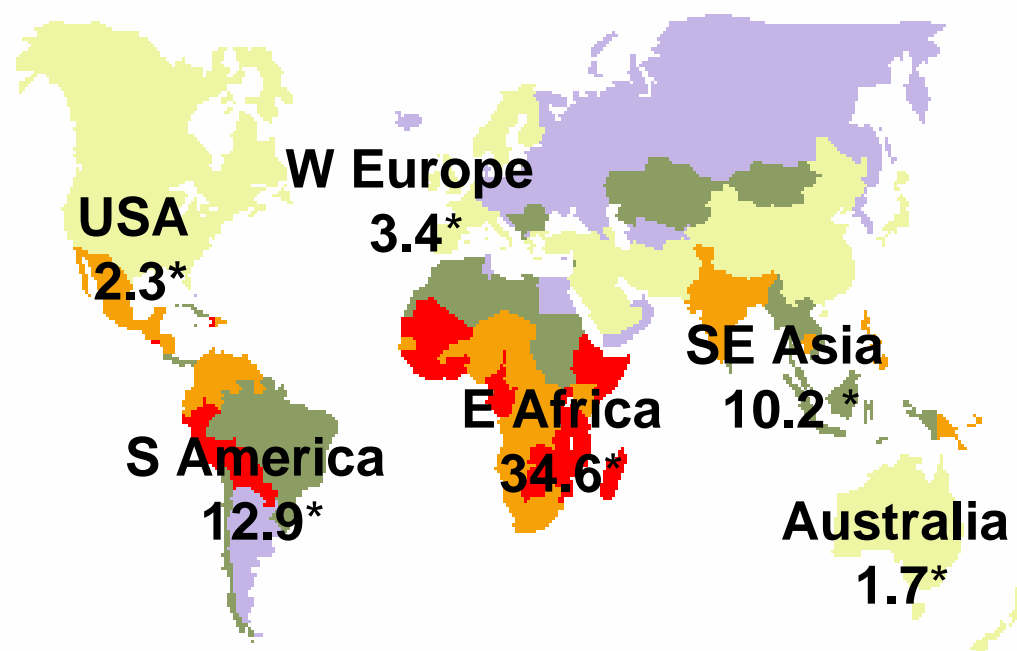 W Europe
3.4*
USA
2.3*
SE Asia
10.2 *
E Africa
34.6*
S America
12.9*
Australia
1.7*